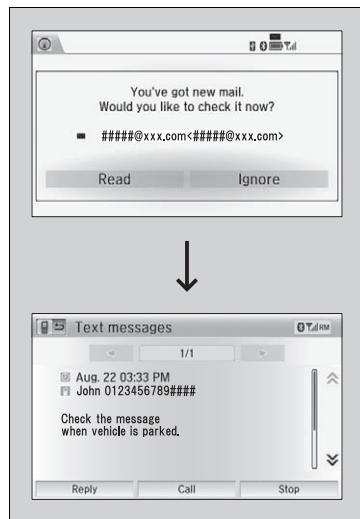 You've got new mail.
Would you like to check it now?
#####@xxx.com<#####@xxx.com>
Read Ignore
Text messages RM
1/1
Aug. 22 03:33 PM
John 0123456789####
Check the message
when vehicle is parked.
Reply Call Stop